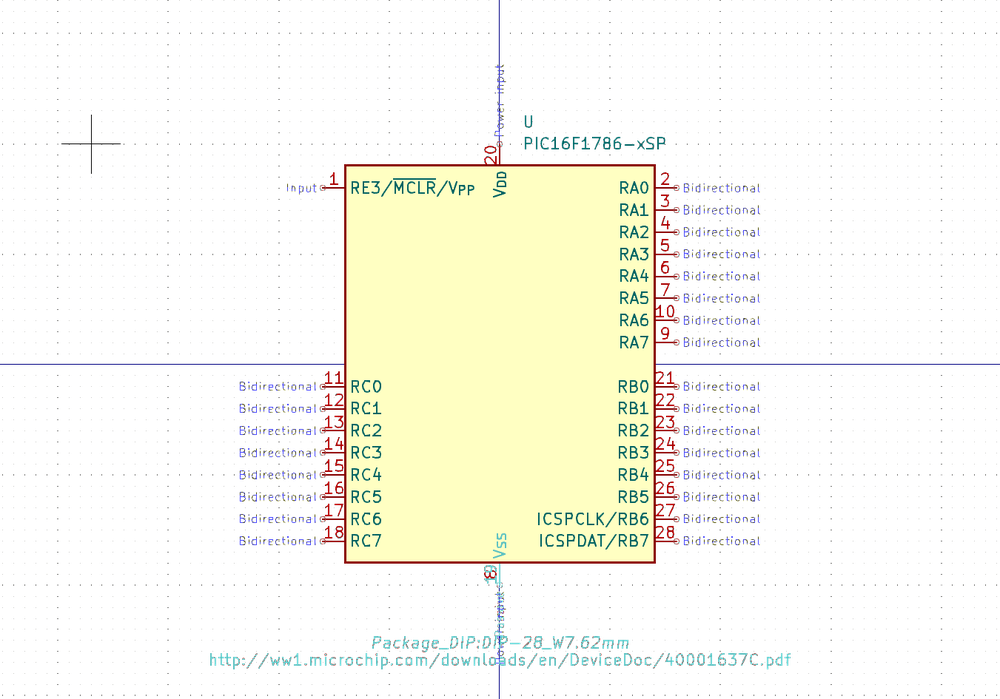 Power input
U
PIC16F1786-xSP
20
VDD
Input 1 RE3/MCLR/VPP
RA0 2 Bidirectional
RA1 3 Bidirectional
RA2 4 Bidirectional
RA3 5 Bidirectional
RA4 6 Bidirectional
RA5 7 Bidirectional
RA6 10 Bidirectional
RA7 9 Bidirectional
Bidirectional 11 RC0 RB0 21 Bidirectional
Bidirectional 12 RC1 RB1 22 Bidirectional
Bidirectional 13 RC2 RB2 23 Bidirectional
Bidirectional 14 RC3 RB3 24 Bidirectional
Bidirectional 15 RC4 RB4 25 Bidirectional
Bidirectional 16 RC5 RB5 26 Bidirectional
Bidirectional 17 RC6 ICSPCLK/RB6 27 Bidirectional
Bidirectional 18 RC7 ICSPDAT/RB7 28 Bidirectional
VSS
Package_DIP:DIP-28_W7.62mm
http://ww1.microchip.com/downloads/en/DeviceDoc/40001637C.pdf